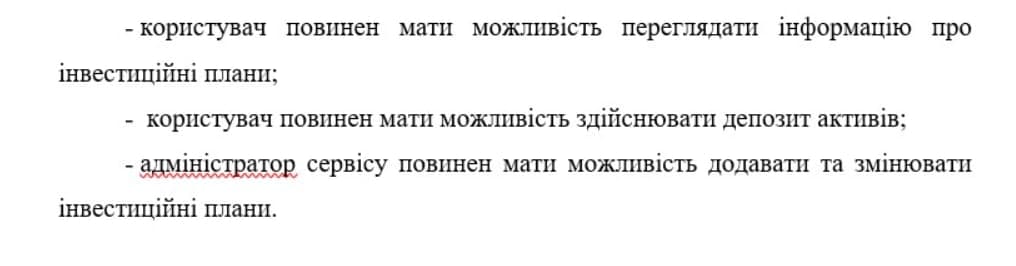 - користувач повинен мати можливість переглядати інформацію про
інвестиційні плани;
- користувач повинен мати можливість здійснювати депозит активів;
- адміністратор сервісу повинен мати можливість додавати та змінювати
інвестиційні плани.